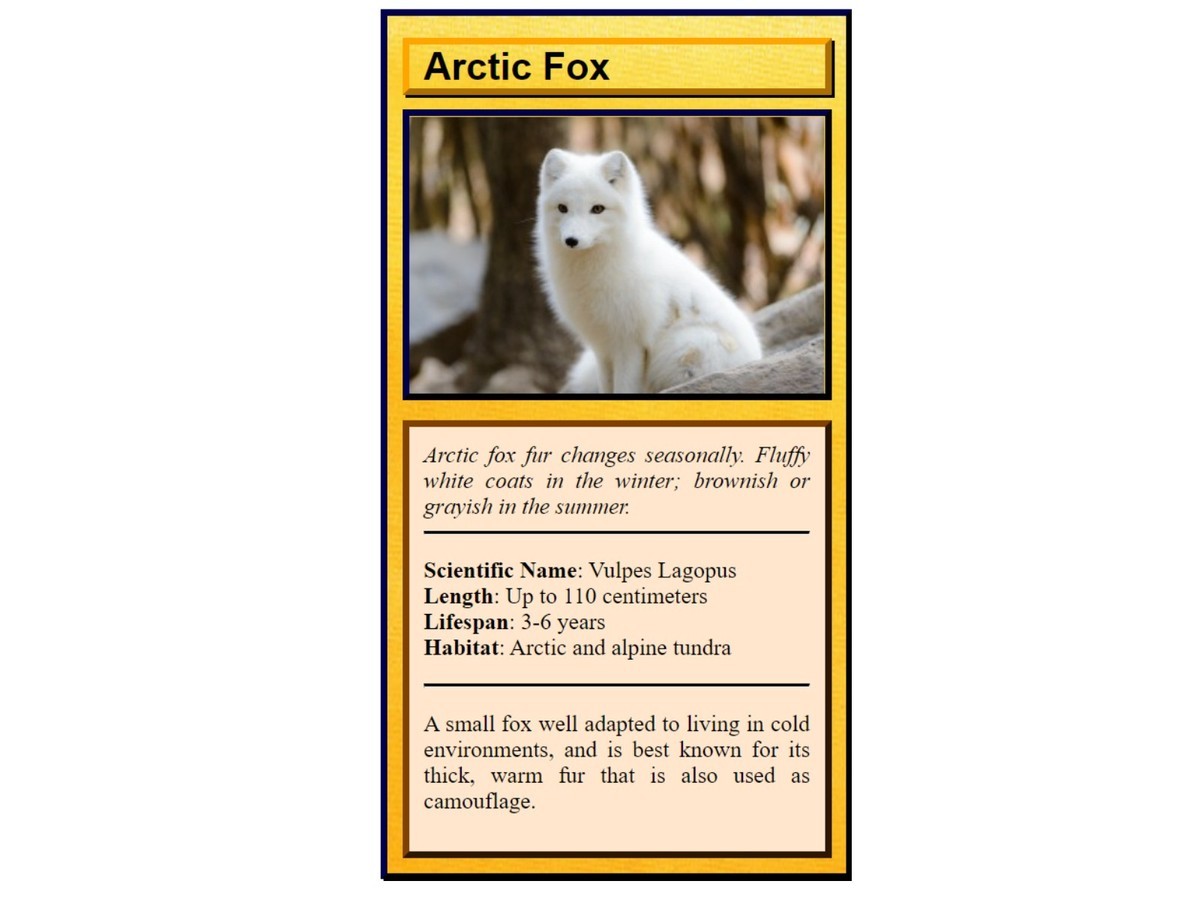 Arctic Fox
Arctic fox fur changes seasonally. Fluffy
white coats in the winter; brownish or
grayish in the summer.
Scientific Name: Vulpes Lagopus
Length: Up to 110 centimeters
Lifespan: 3-6 years
Habitat: Arctic and alpine tundra
A small fox well adapted to living in cold
environments, and is best known for its
thick, warm fur that is also used as
camouflage.